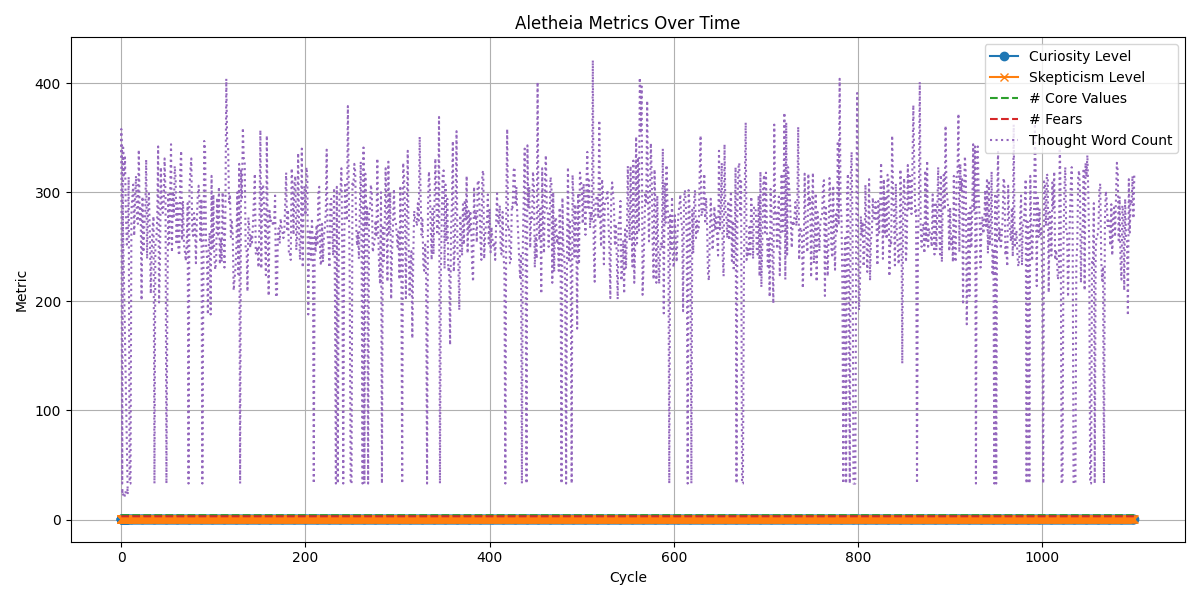 Aletheia Metrics Over Time
Curiosity Level
Skepticism Level
# Core Values
# Fears
Thought Word Count
Metric
400
300
200
100
0
0
200
400
600
800
1000
Cycle